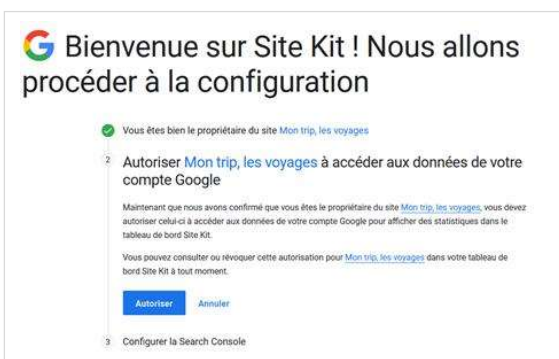 G Bienvenue sur Site Kit ! Nous allons
procéder à la configuration
Vous êtes bien le propriétaire du site Mon trip, les voyages
2 Autoriser Mon trip, les voyages à accéder aux données de votre
compte Google
Maintenant que nous avons confirmé que vous êtes le propriétaire du site Mon trip, les voyages, vous devez
autoriser celui-ci à accéder aux données de votre compte Google pour afficher des statistiques dans le
tableau de bord Site Kit.
Vous pouvez consulter ou révoquer cette autorisation pour Mon trip, les voyages dans votre tableau de
bord Site Kit à tout moment.
Autoriser Annuler
3 Configurer la Search Console